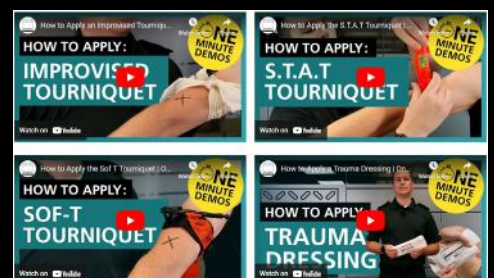 How to Apply an Improvised Tourniqu...
ONE
MINUTE
DEMOS
HOW TO APPLY:
IMPROVISED
TOURNIQUET
Watch on YouTube
How to Apply the S.T.A.T Tourniquet
ONE
MINUTE
DEMOS
HOW TO APPLY:
S.T.A.T
TOURNIQUET
Watch on YouTube
How to Apply the Sof T Tourniquet | O...
ONE
MINUTE
DEMOS
HOW TO APPLY:
SOF-T
TOURNIQUET
Watch on YouTube
How to Apply a Trauma Dressing | On...
ONE
MINUTE
DEMOS
HOW TO APPLY:
TRAUMA
DRESSING
Watch on YouTube